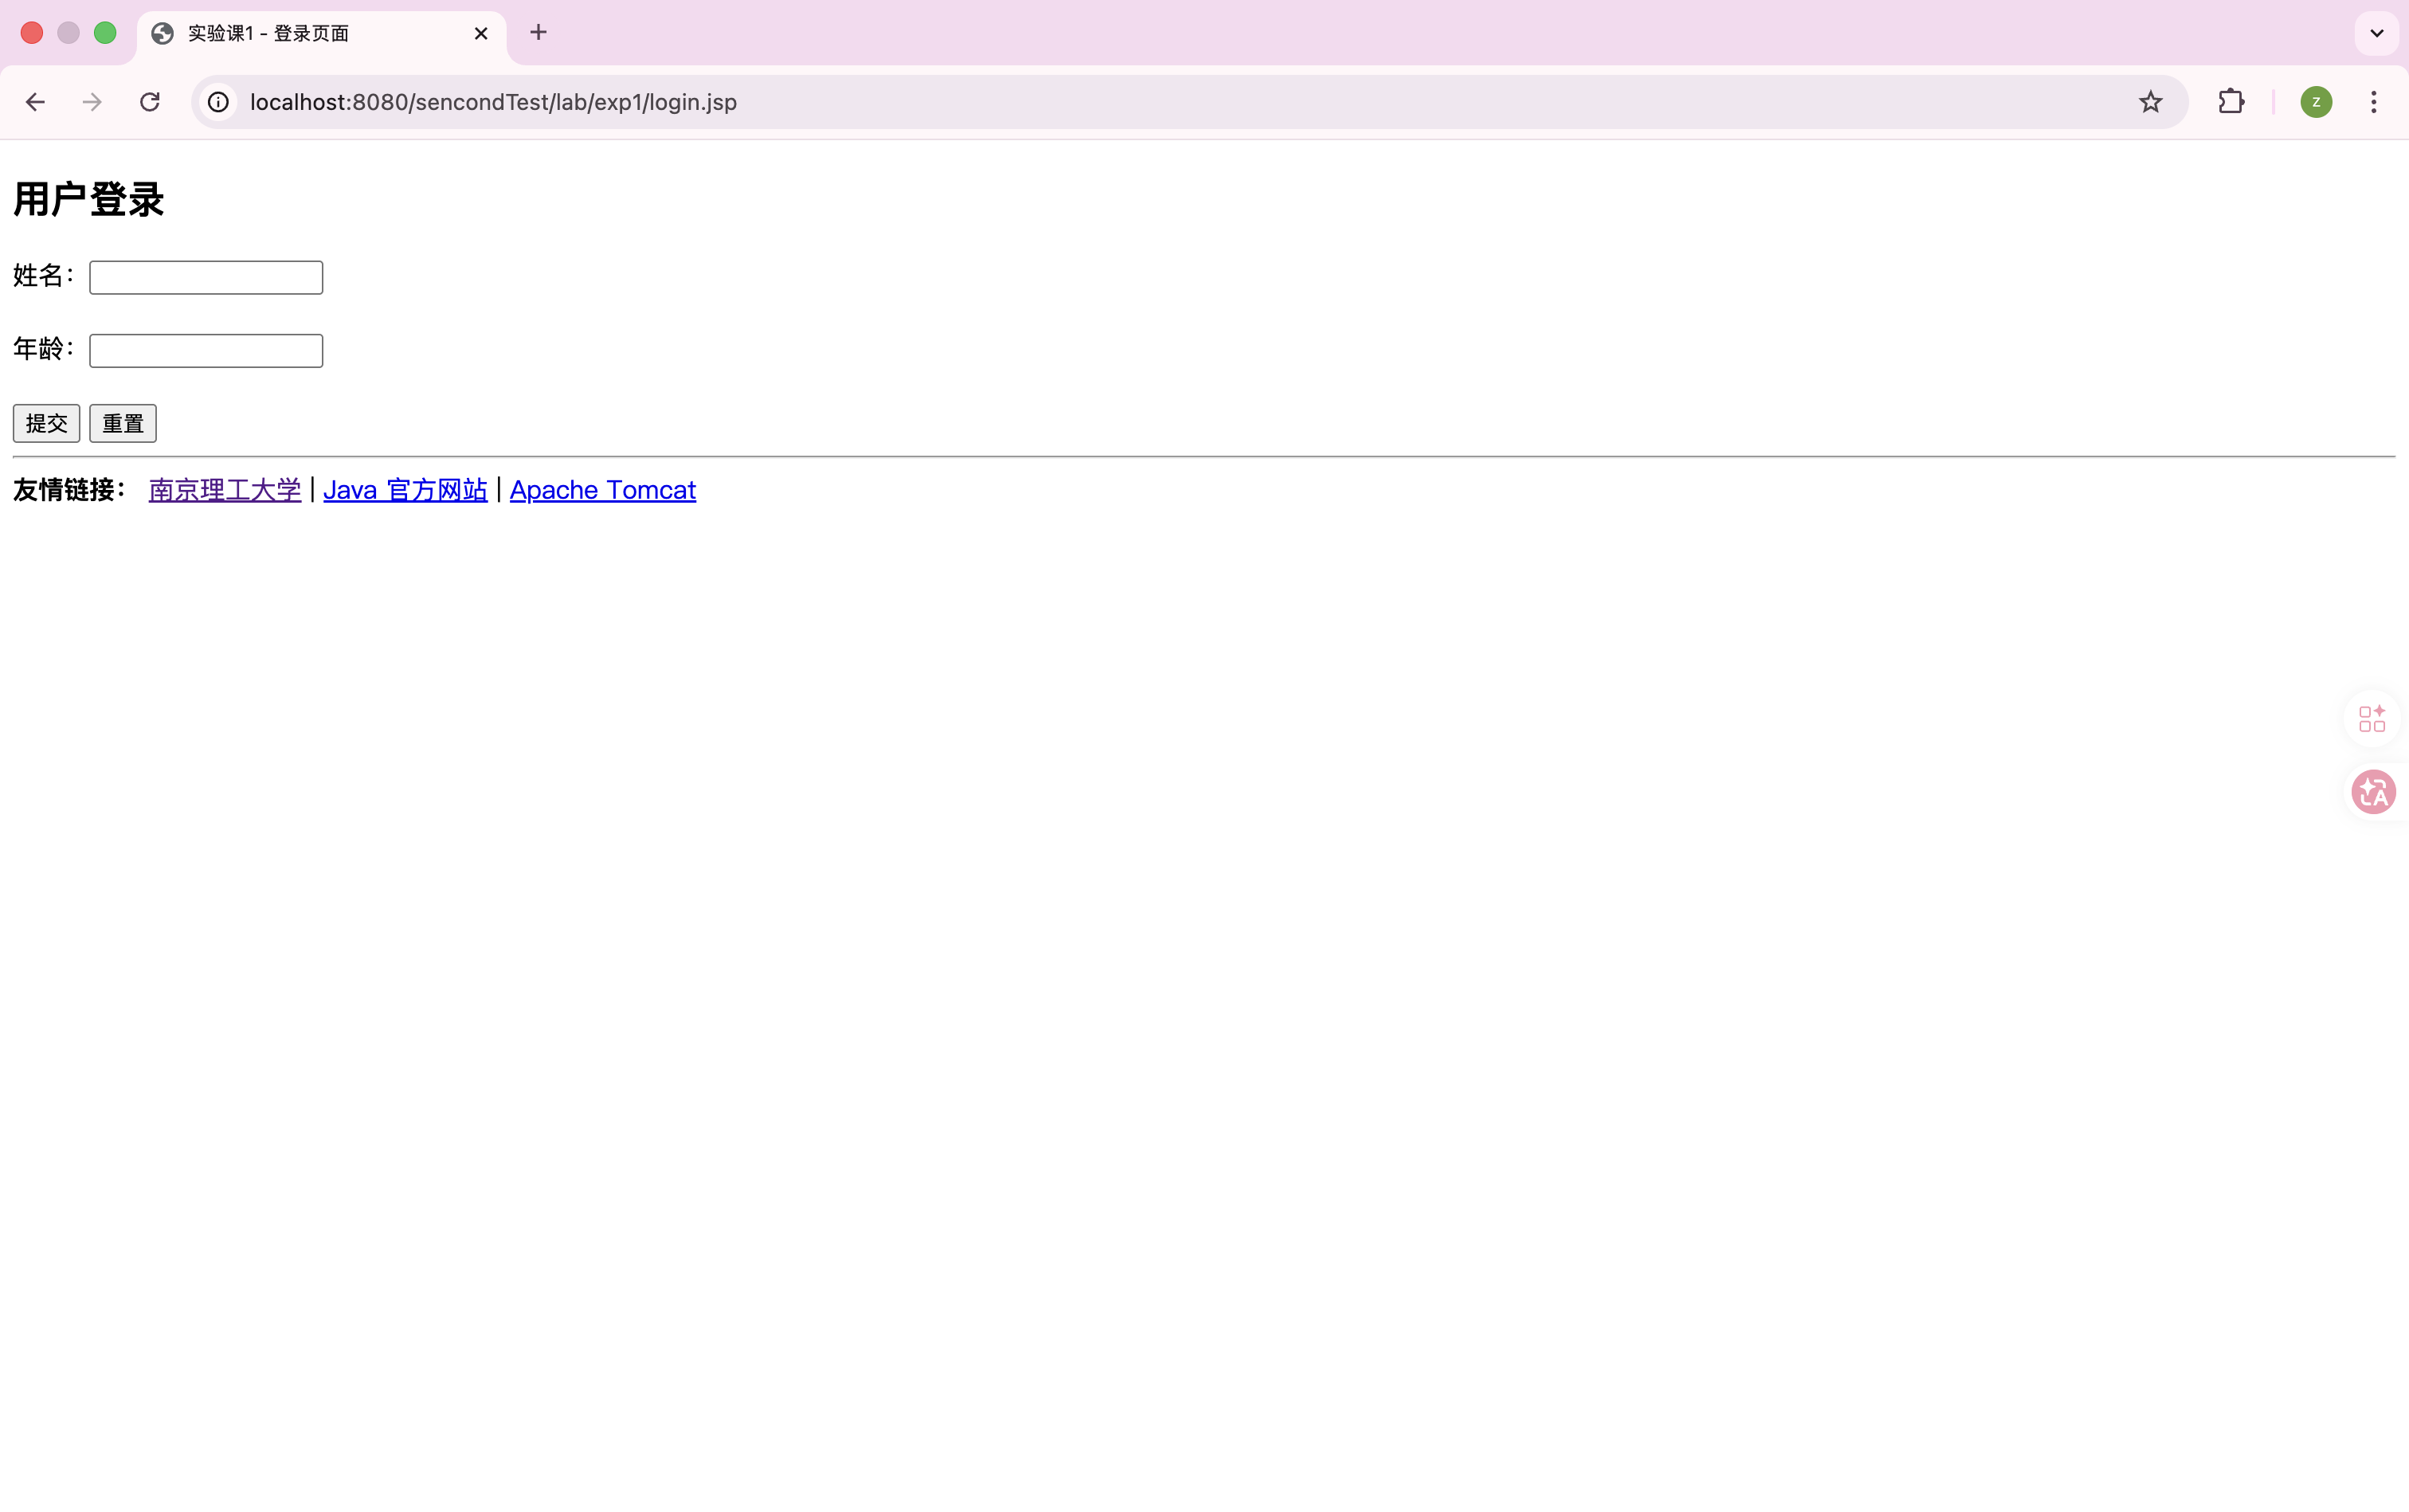 实验课1 - 登录页面
localhost:8080/sencondTest/lab/exp1/login.jsp
Z
用户登录
姓名：
年龄：
提交 重置
友情链接： 南京理工大学 | Java 官方网站 | Apache Tomcat
A